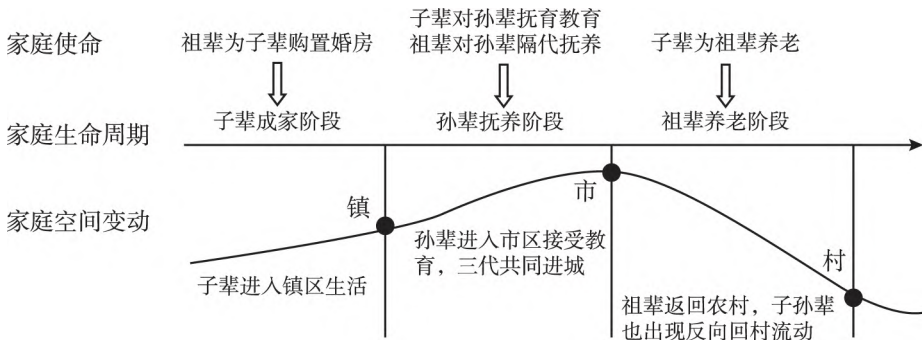 家庭使命
祖辈为子辈购置婚房
子辈对孙辈抚育教育
祖辈对孙辈隔代抚养
子辈为祖辈养老
家庭生命周期
子辈成家阶段
孙辈抚养阶段
祖辈养老阶段
家庭空间变动
镇
市
村
子辈进入镇区生活
孙辈进入市区接受教
育，三代共同进城
祖辈返回农村，子孙辈
也出现反向回村流动